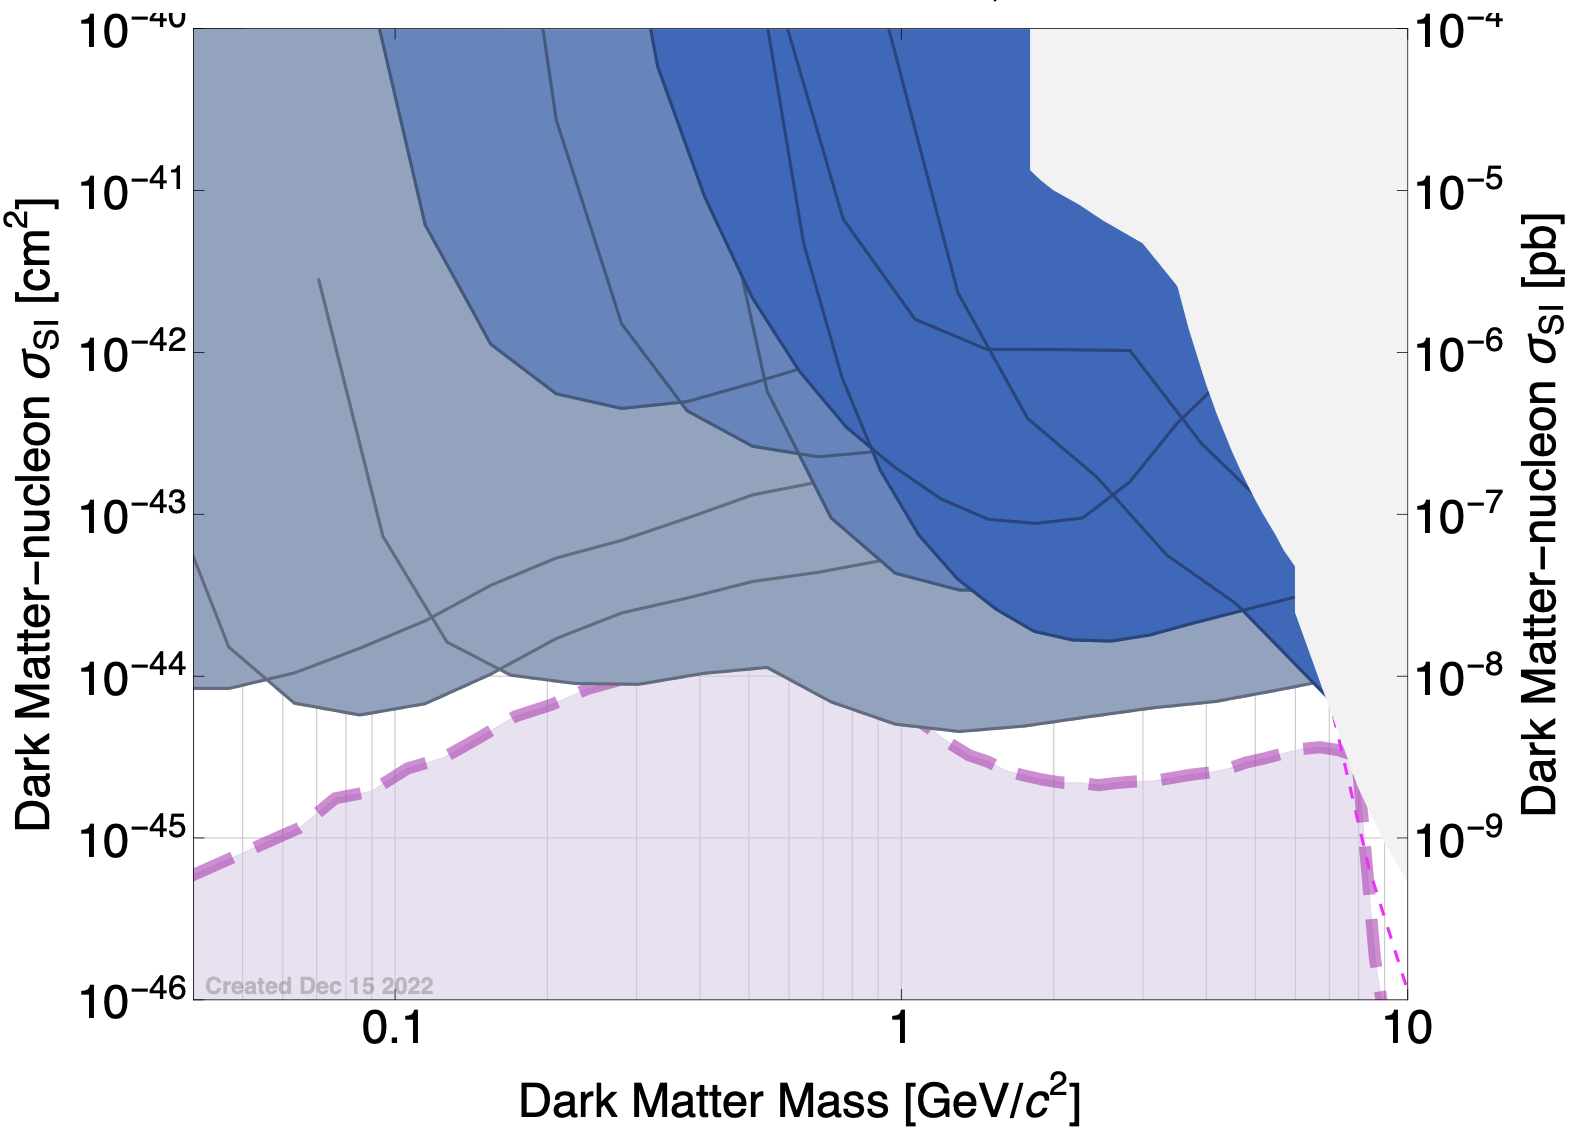 10⁻⁴⁰ 10⁻⁴
10⁻⁴¹ 10⁻⁵
10⁻⁴² 10⁻⁶
10⁻⁴³ 10⁻⁷
10⁻⁴⁴ 10⁻⁸
10⁻⁴⁵ 10⁻⁹
10⁻⁴⁶
Dark Matter–nucleon σSI [cm²]
Dark Matter–nucleon σSI [pb]
Created Dec 15 2022
0.1 1 10
Dark Matter Mass [GeV/c²]